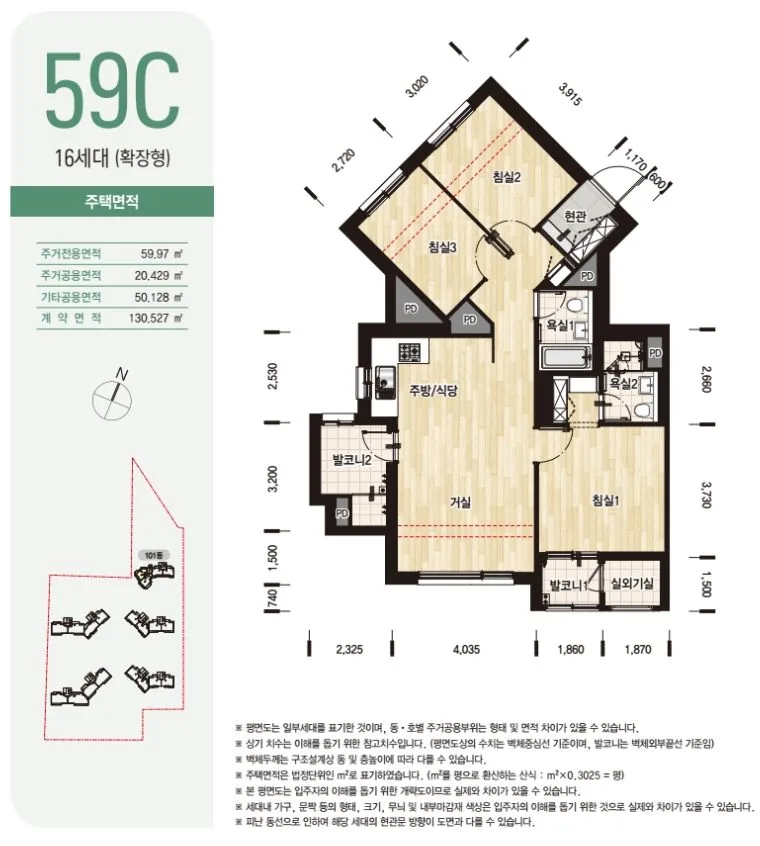 59C
16세대 (확장형)
주택면적
주거전용면적 59.97 ㎡
주거공용면적 20.429 ㎡
기타공용면적 50.128 ㎡
계 약 면 적 130,527 ㎡
N
101동
3,020
3,915
2,720
1,170
600
침실2
현관
침실3
PD
PD
PD
욕실1
2,530
주방/식당
PD
욕실2
2,660
발코니2
3,200
거실
침실1
3,730
PD
1,500
발코니1
실외기실
1,500
740
2,325
4,035
1,860
1,870
※ 평면도는 일부세대를 표기한 것이며, 동·호별 주거공용부위는 형태 및 면적 차이가 있을 수 있습니다.
※ 상기 치수는 이해를 돕기 위한 참고치수입니다. (평면도상의 수치는 벽체중심선 기준이며, 발코니는 벽체외부끝선 기준임)
※ 벽체두께는 구조설계상 동 및 층높이에 따라 다를 수 있습니다.
※ 주택면적은 법정단위인 ㎡로 표기하였습니다. (㎡를 평으로 환산하는 산식 : ㎡×0.3025 = 평)
※ 본 평면도는 입주자의 이해를 돕기 위한 개략도이므로 실제와 차이가 있을 수 있습니다.
※ 세대내 가구, 문짝 등의 형태, 크기, 무늬 및 내부마감재 색상은 입주자의 이해를 돕기 위한 것으로 실제와 차이가 있을 수 있습니다.
※ 피난 동선으로 인하여 해당 세대의 현관문 방향이 도면과 다를 수 있습니다.